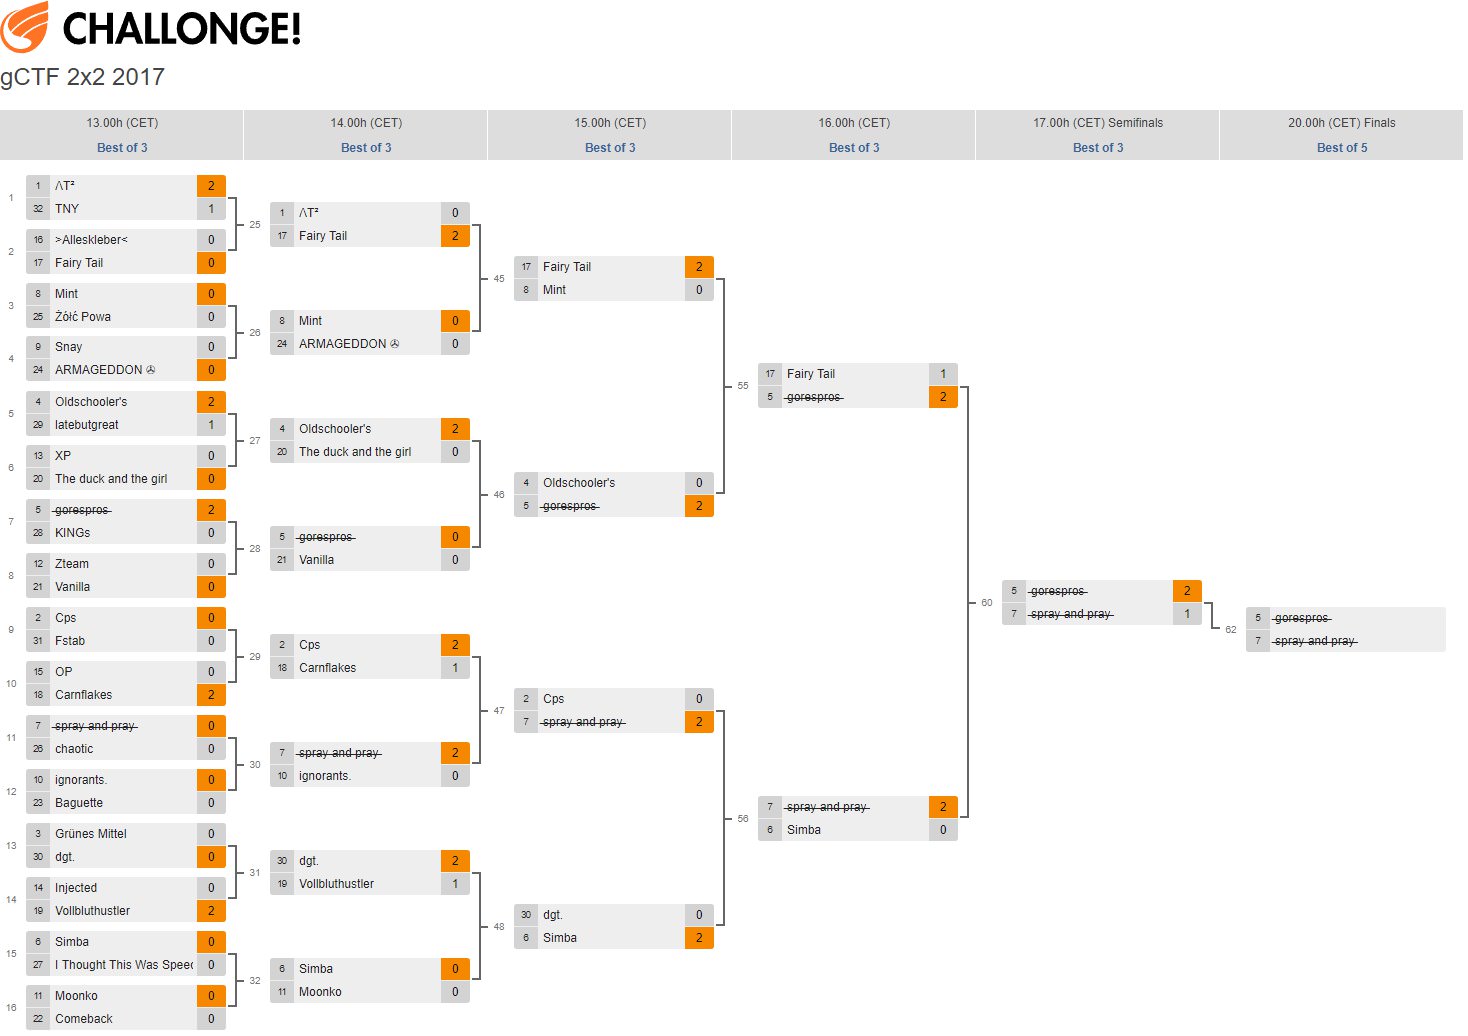 CHALLONGE!
gCTF 2x2 2017
13.00h (CET)
Best of 3
14.00h (CET)
Best of 3
15.00h (CET)
Best of 3
16.00h (CET)
Best of 3
17.00h (CET) Semifinals
Best of 3
20.00h (CET) Finals
Best of 5
1
1 /\T² 2
32 TNY 1
2
16 >Alleskleber< 0
17 Fairy Tail 0
3
8 Mint 0
25 Żółć Powa 0
4
9 Snay 0
24 ARMAGEDDON ✇ 0
5
4 Oldschooler's 2
29 latebutgreat 1
6
13 XP 0
20 The duck and the girl 0
7
5 gorespros 2
28 KINGs 0
8
12 Zteam 0
21 Vanilla 0
9
2 Cps 0
31 Fstab 0
10
15 OP 0
18 Carnflakes 2
11
7 spray and pray 0
26 chaotic 0
12
10 ignorants. 0
23 Baguette 0
13
3 Grünes Mittel 0
30 dgt. 0
14
14 Injected 0
19 Vollbluthustler 2
15
6 Simba 0
27 I Thought This Was Speed 0
16
11 Moonko 0
22 Comeback 0
25
1 /\T² 0
17 Fairy Tail 2
26
8 Mint 0
24 ARMAGEDDON ✇ 0
27
4 Oldschooler's 2
20 The duck and the girl 0
28
5 gorespros 0
21 Vanilla 0
29
2 Cps 2
18 Carnflakes 1
30
7 spray and pray 2
10 ignorants. 0
31
30 dgt. 2
19 Vollbluthustler 1
32
6 Simba 0
11 Moonko 0
45
17 Fairy Tail 2
8 Mint 0
46
4 Oldschooler's 0
5 gorespros 2
47
2 Cps 0
7 spray and pray 2
48
30 dgt. 0
6 Simba 2
55
17 Fairy Tail 1
5 gorespros 2
56
7 spray and pray 2
6 Simba 0
60
5 gorespros 2
7 spray and pray 1
62
5 gorespros
7 spray and pray